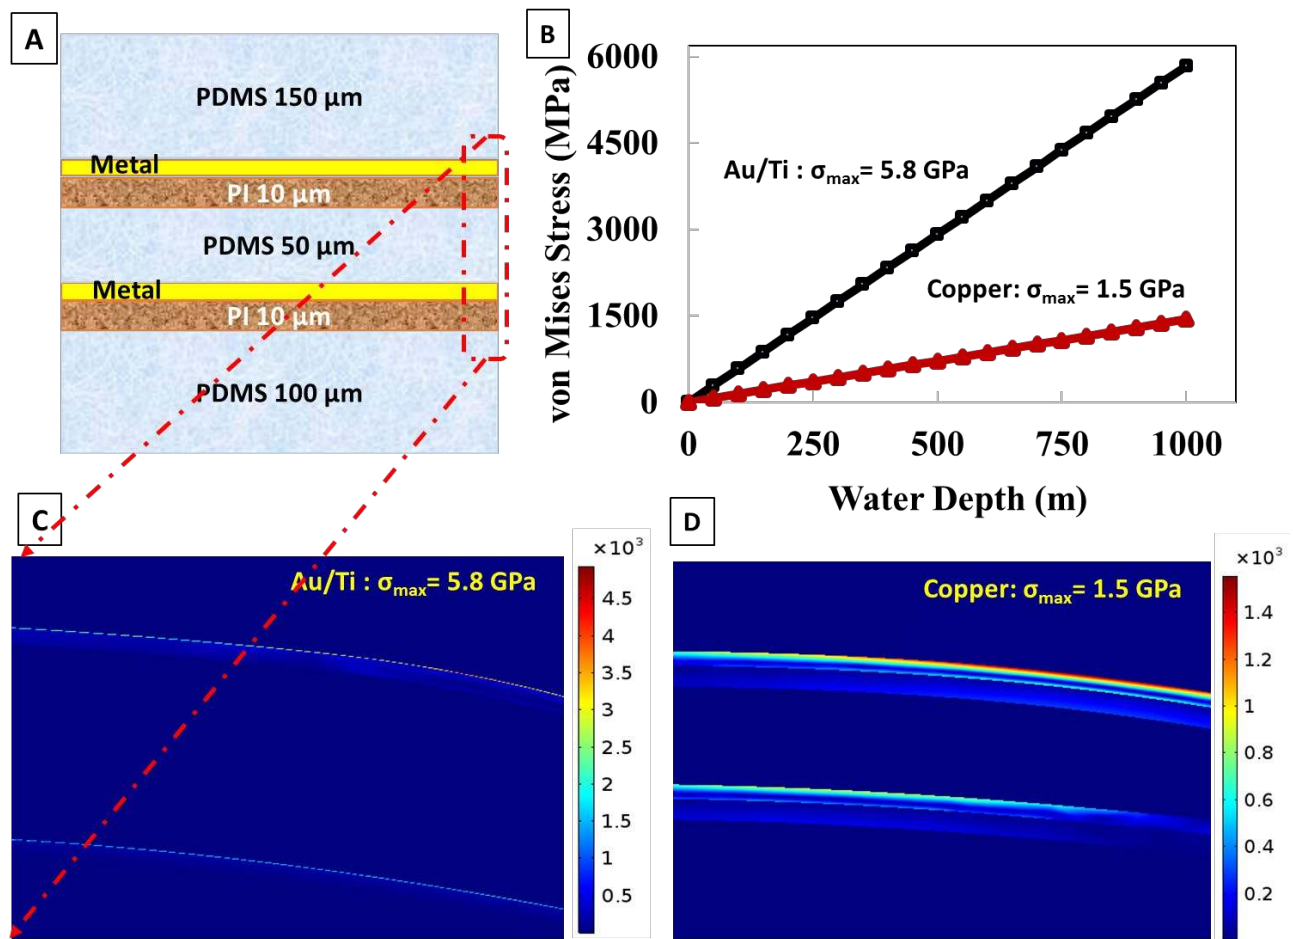 A
PDMS 150 µm
Metal
PI 10 µm
PDMS 50 µm
Metal
PI 10 µm
PDMS 100 µm
B
von Mises Stress (MPa)
6000
4500
3000
1500
0
Au/Ti : σmax= 5.8 GPa
Copper: σmax= 1.5 GPa
0 250 500 750 1000
Water Depth (m)
C
Au/Ti : σmax= 5.8 GPa
×10³
4.5
4
3.5
3
2.5
2
1.5
1
0.5
D
Copper: σmax= 1.5 GPa
×10³
1.4
1.2
1
0.8
0.6
0.4
0.2